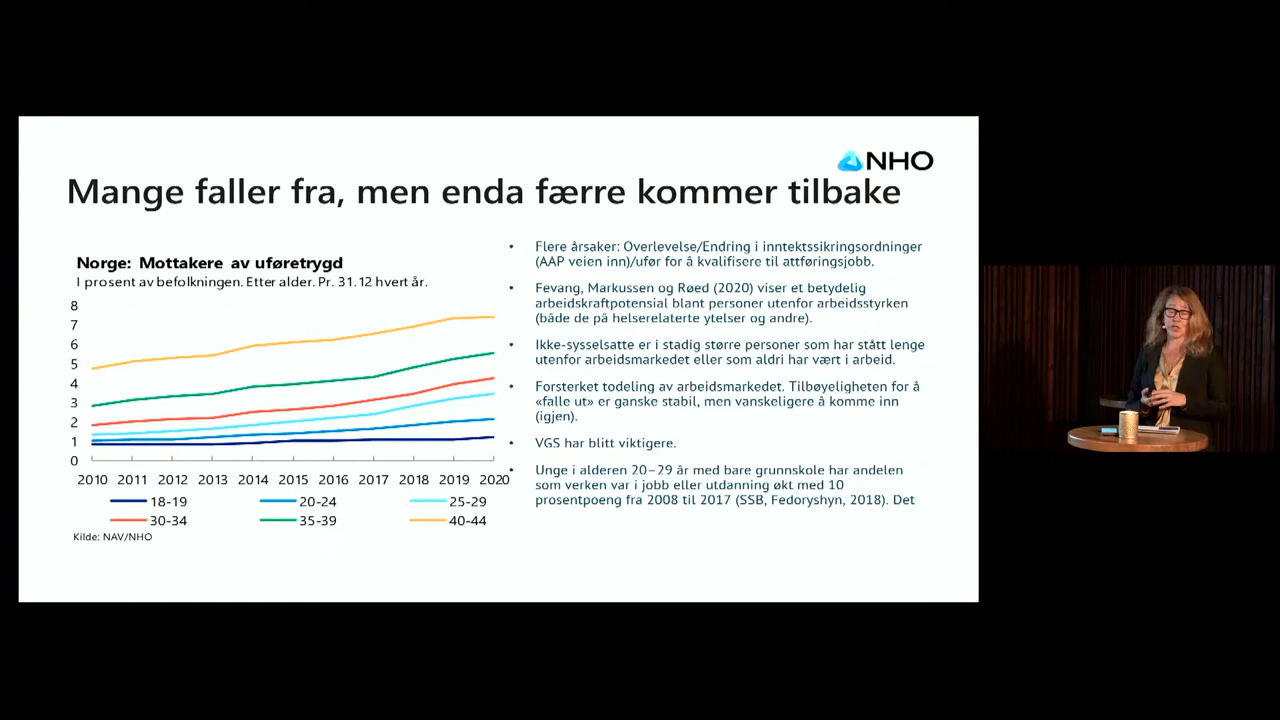 NHO
Mange faller fra, men enda færre kommer tilbake
Norge: Mottakere av uføretrygd
I prosent av befolkningen. Etter alder. Pr. 31.12 hvert år.
8
7
6
5
4
3
2
1
0
2010 2011 2012 2013 2014 2015 2016 2017 2018 2019 2020
18-19 20-24 25-29
30-34 35-39 40-44
Kilde: NAV/NHO
• Flere årsaker: Overlevelse/Endring i inntektssikringsordninger
(AAP veien inn)/ufør for å kvalifisere til attføringsjobb.
• Fevang, Markussen og Røed (2020) viser et betydelig
arbeidskraftpotensial blant personer utenfor arbeidsstyrken
(både de på helserelaterte ytelser og andre).
• Ikke-sysselsatte er i stadig større personer som har stått lenge
utenfor arbeidsmarkedet eller som aldri har vært i arbeid.
• Forsterket todeling av arbeidsmarkedet. Tilbøyeligheten for å
«falle ut» er ganske stabil, men vanskeligere å komme inn
(igjen).
• VGS har blitt viktigere.
• Unge i alderen 20–29 år med bare grunnskole har andelen
som verken var i jobb eller utdanning økt med 10
prosentpoeng fra 2008 til 2017 (SSB, Fedoryshyn, 2018). Det